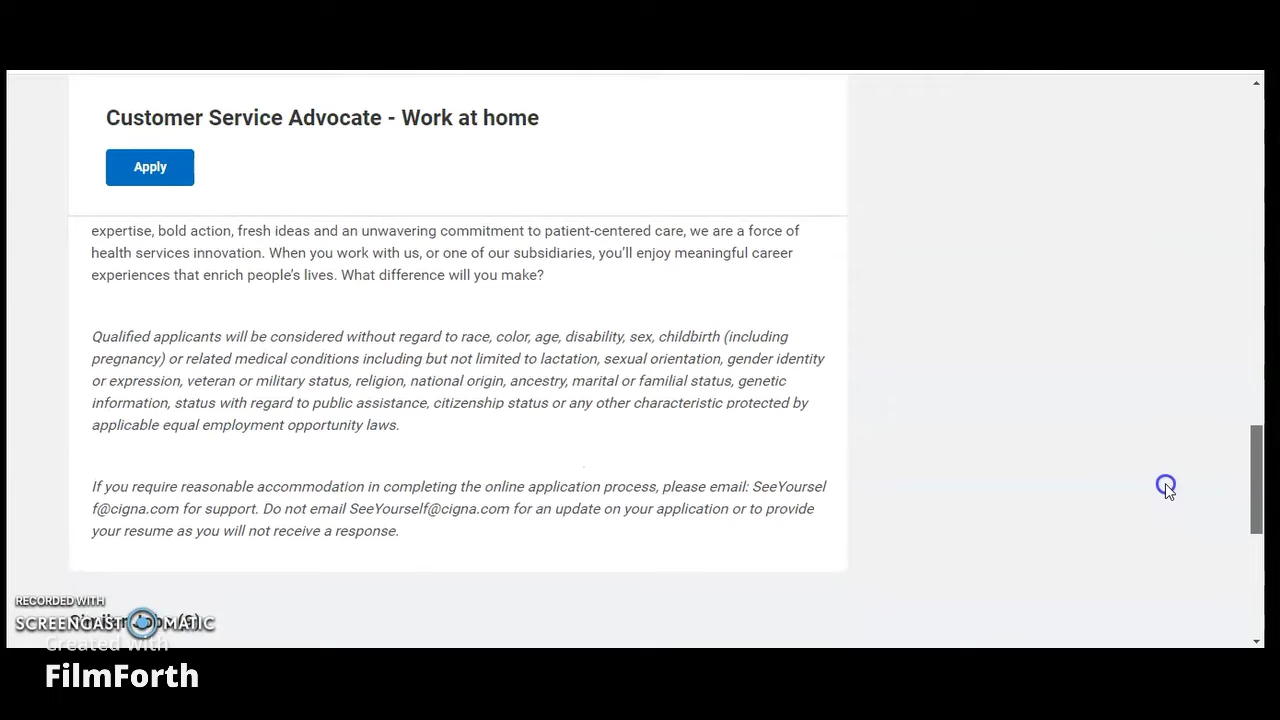 Customer Service Advocate - Work at home
Apply
expertise, bold action, fresh ideas and an unwavering commitment to patient-centered care, we are a force of
health services innovation. When you work with us, or one of our subsidiaries, you’ll enjoy meaningful career
experiences that enrich people’s lives. What difference will you make?
Qualified applicants will be considered without regard to race, color, age, disability, sex, childbirth (including
pregnancy) or related medical conditions including but not limited to lactation, sexual orientation, gender identity
or expression, veteran or military status, religion, national origin, ancestry, marital or familial status, genetic
information, status with regard to public assistance, citizenship status or any other characteristic protected by
applicable equal employment opportunity laws.
If you require reasonable accommodation in completing the online application process, please email: SeeYoursel
f@cigna.com for support. Do not email SeeYourself@cigna.com for an update on your application or to provide
your resume as you will not receive a response.
RECORDED WITH
SCREENCAST MATIC
Created with
FilmForth